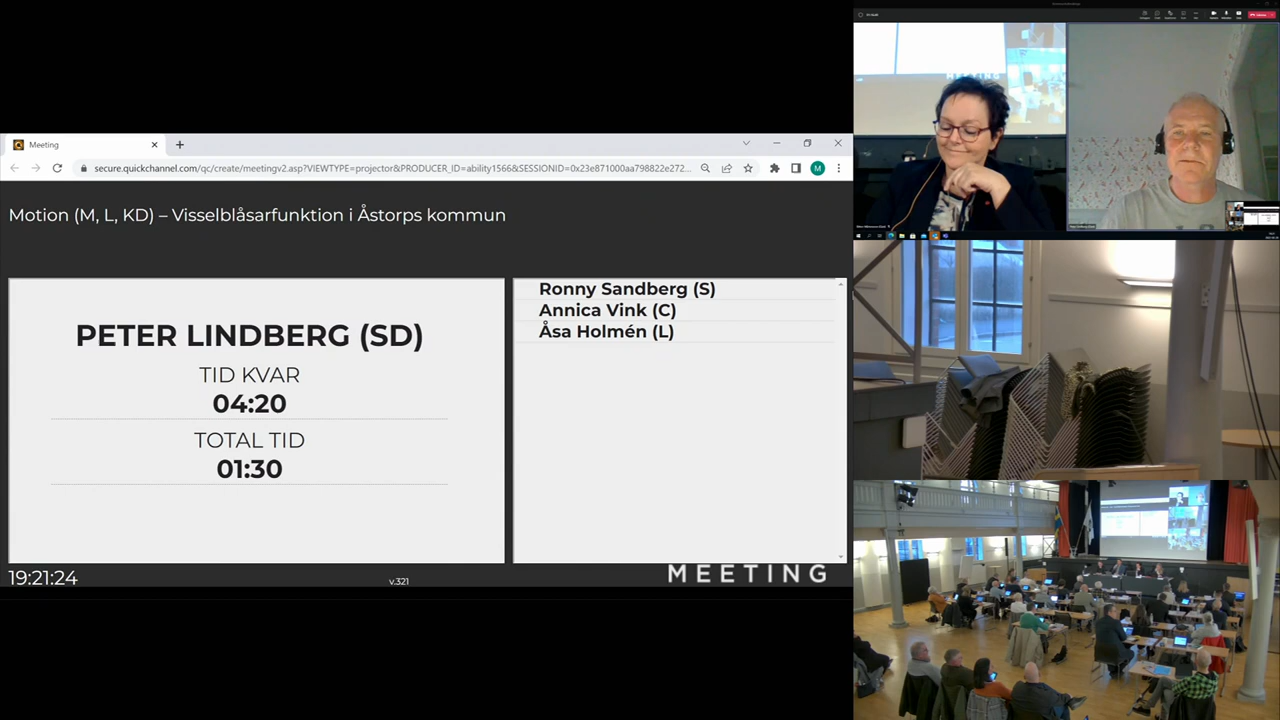 Meeting
secure.quickchannel.com/qc/create/meetingv2.asp?VIEWTYPE=projector&PRODUCER_ID=ability1566&SESSIONID=0x23e871000aa798822e272...
M
Motion (M, L, KD) – Visselblåsarfunktion i Åstorps kommun
PETER LINDBERG (SD)
TID KVAR
04:20
TOTAL TID
01:30
Ronny Sandberg (S)
Annica Vink (C)
Åsa Holmén (L)
19:21:24
v.321
MEETING
MEETING